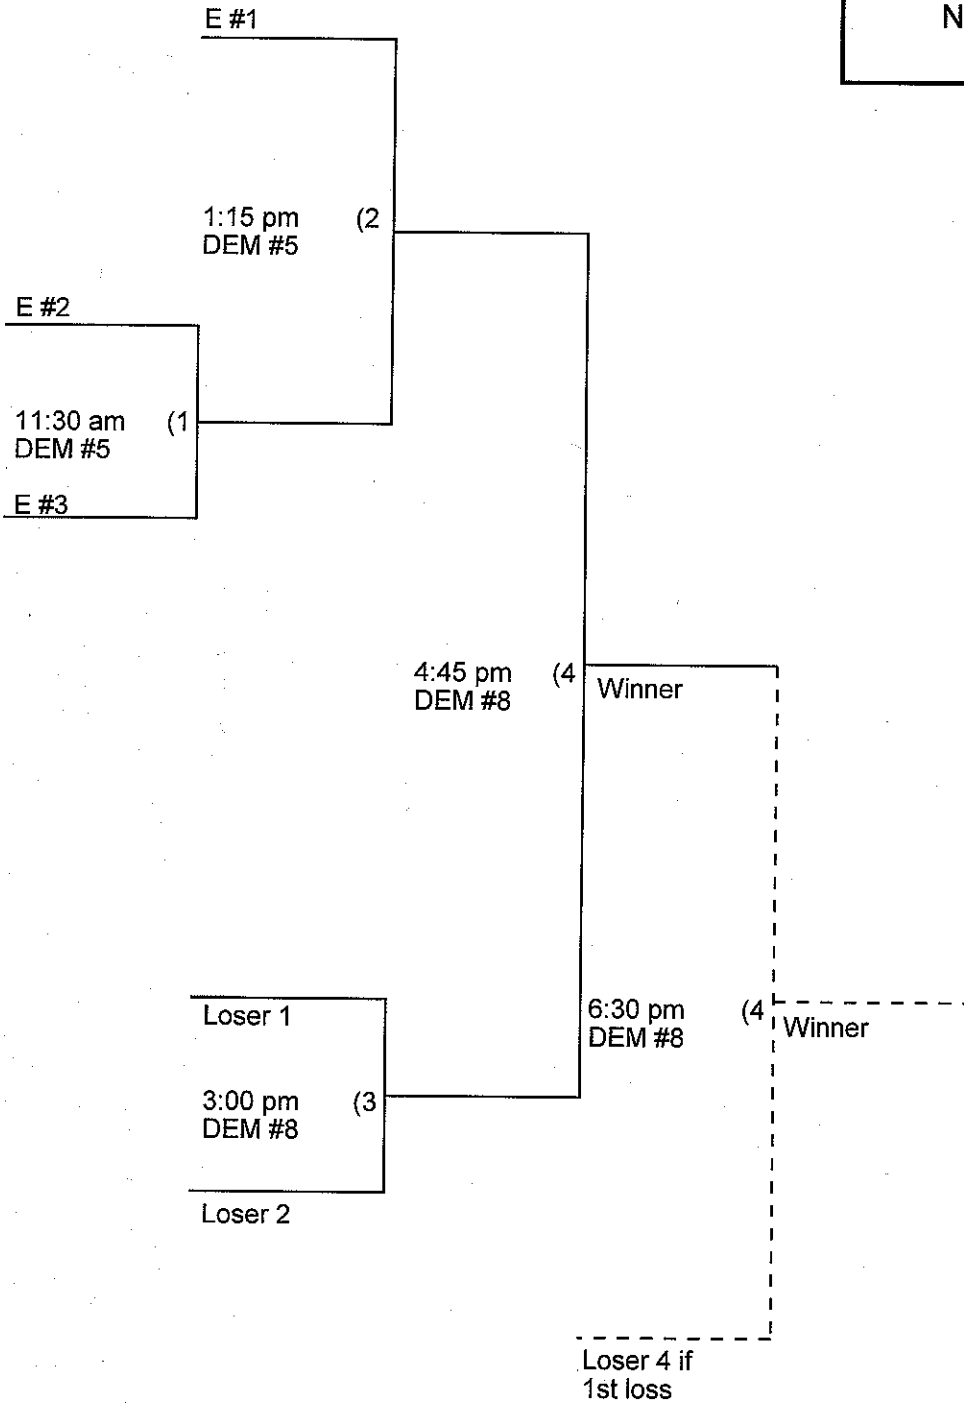 E #1
N
1:15 pm (2
DEM #5
E #2
11:30 am (1
DEM #5
E #3
4:45 pm (4
DEM #8
Winner
Loser 1
6:30 pm (4
DEM #8
Winner
3:00 pm (3
DEM #8
Loser 2
Loser 4 if
1st loss